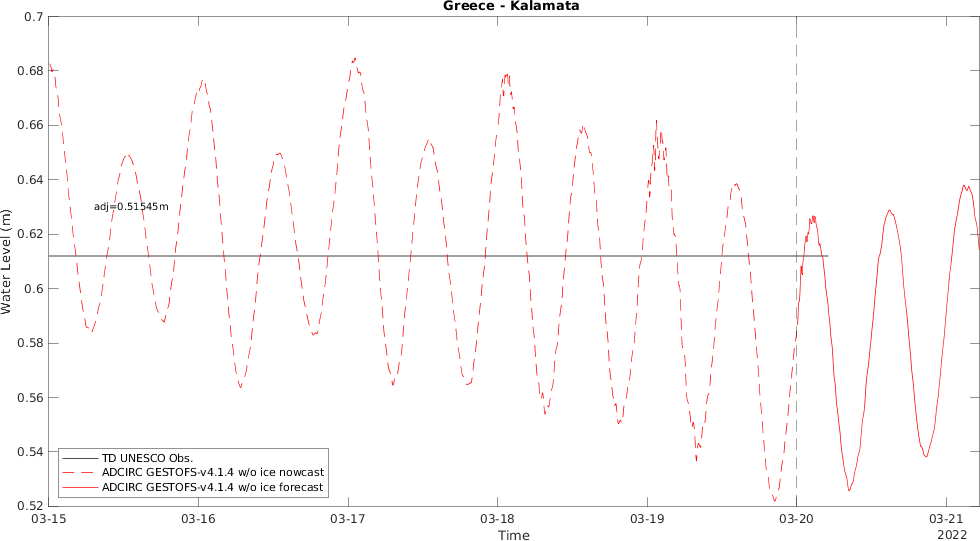 Greece - Kalamata
0.7
0.68
0.66
0.64
0.62
0.6
0.58
0.56
0.54
0.52
Water Level (m)
adj=0.51545m
TD UNESCO Obs.
ADCIRC GESTOFS-v4.1.4 w/o ice nowcast
ADCIRC GESTOFS-v4.1.4 w/o ice forecast
03-15 03-16 03-17 03-18 03-19 03-20 03-21
Time
2022